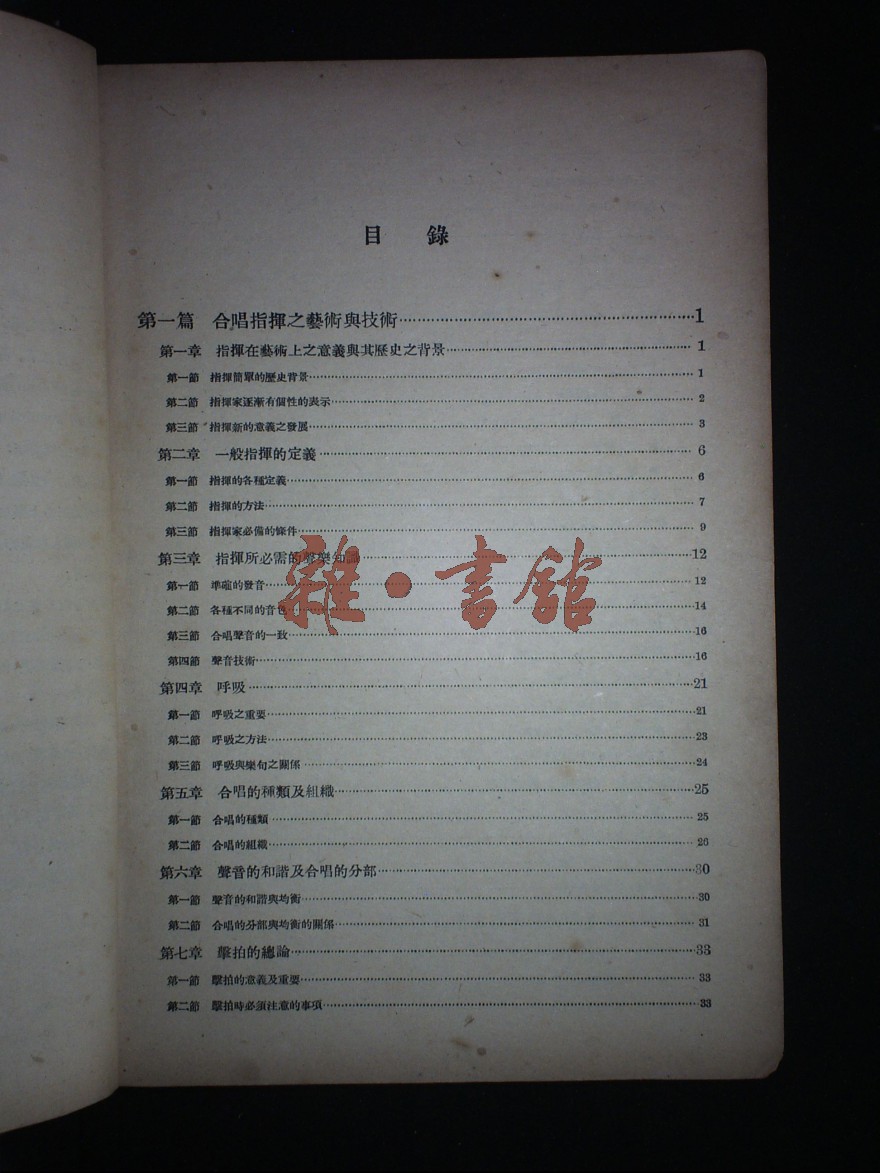 目　錄
第一篇　合唱指揮之藝術與技術……1
第一章　指揮在藝術上之意義與其歷史之背景……1
第一節　指揮簡單的歷史背景……1
第二節　指揮家逐漸有個性的表示……2
第三節　指揮新的意義之發展……3
第二章　一般指揮的定義……6
第一節　指揮的各種定義……6
第二節　指揮的方法……7
第三節　指揮家必備的條件……9
第三章　指揮所必需的聲樂知識……12
第一節　準確的發音……12
第二節　各種不同的音色……14
第三節　合唱聲音的一致……16
第四節　聲音技術……16
第四章　呼吸……21
第一節　呼吸之重要……21
第二節　呼吸之方法……23
第三節　呼吸與樂句之關係……24
第五章　合唱的種類及組織……25
第一節　合唱的種類……25
第二節　合唱的組織……26
第六章　聲音的和諧及合唱的分部……30
第一節　聲音的和諧與均衡……30
第二節　合唱的分部與均衡的關係……31
第七章　擊拍的總論……33
第一節　擊拍的意義及重要……33
第二節　擊拍時必須注意的事項……33
雜·書館